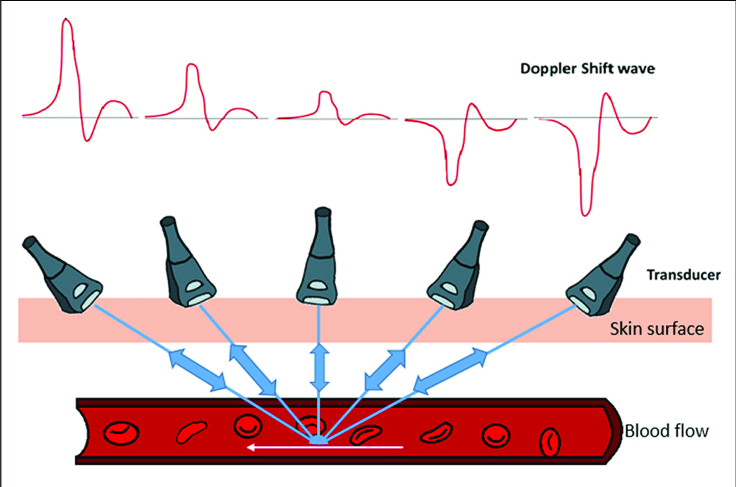 Doppler Shift wave
Transducer
Skin surface
Blood flow